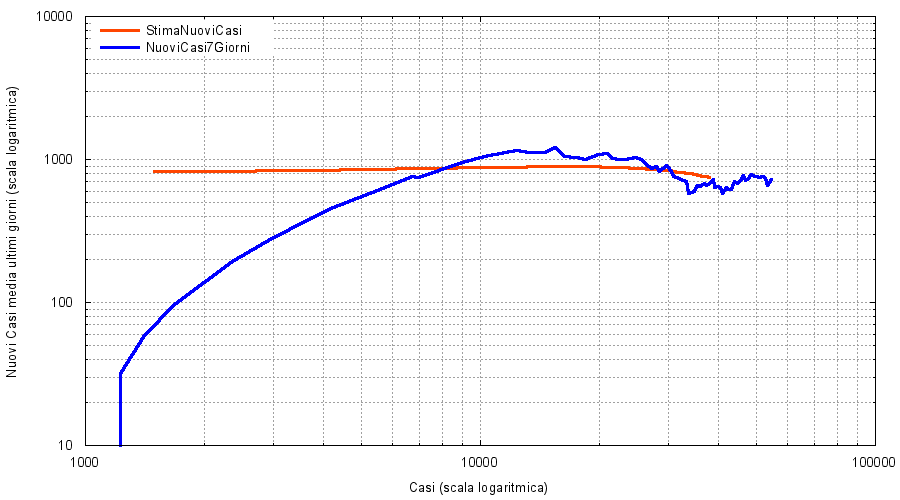 10000
StimaNuoviCasi
NuoviCasi7Giorni
1000
100
10
Nuovi Casi media ultimi giorni (scala logaritmica)
1000
10000
100000
Casi (scala logaritmica)